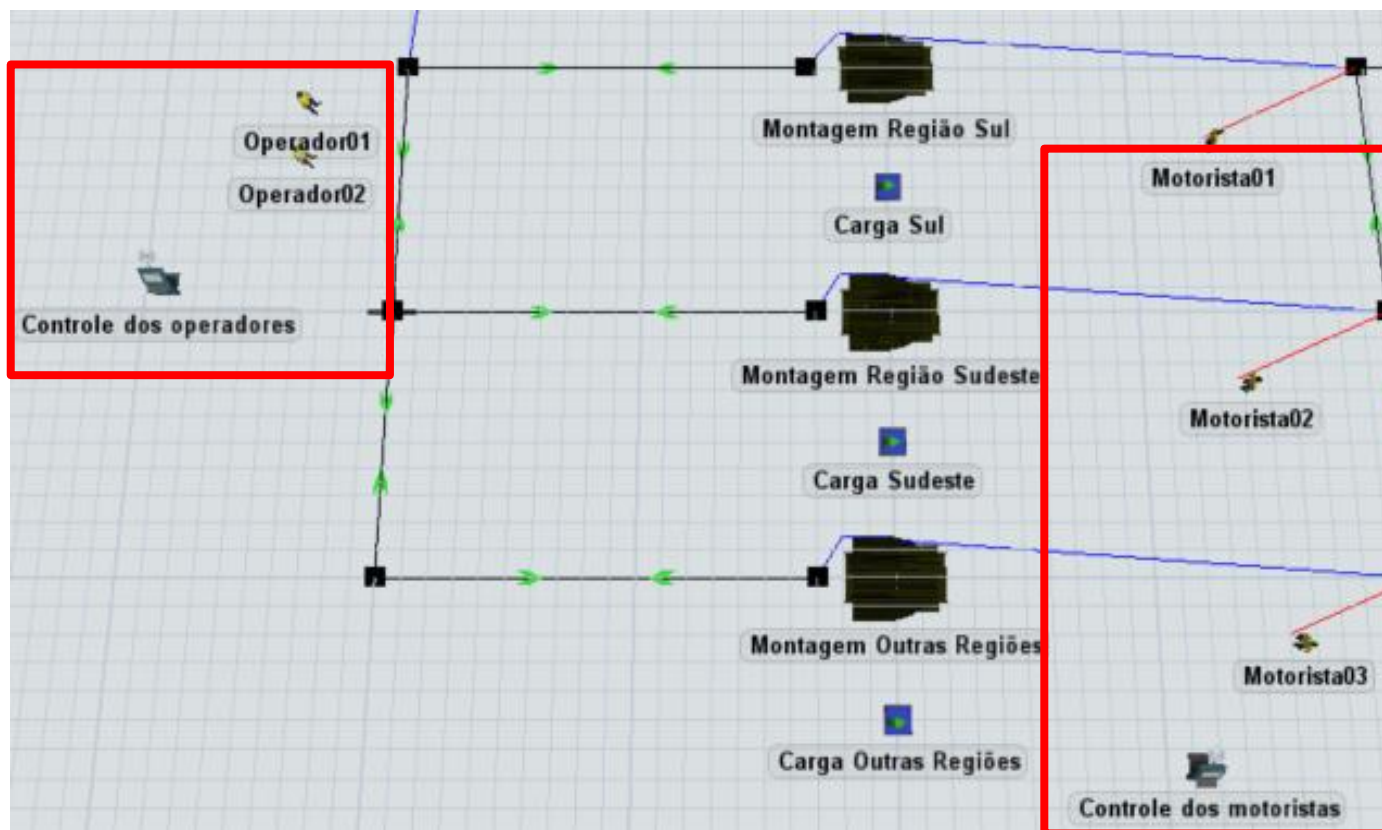 Operador01
Operador02
Controle dos operadores
Montagem Região Sul
Carga Sul
Montagem Região Sudeste
Carga Sudeste
Montagem Outras Regiões
Carga Outras Regiões
Motorista01
Motorista02
Motorista03
Controle dos motoristas